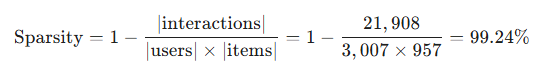 Sparsity = 1 − |interactions| / |users| × |items| = 1 − 21,908 / 3,007 × 957 = 99.24%